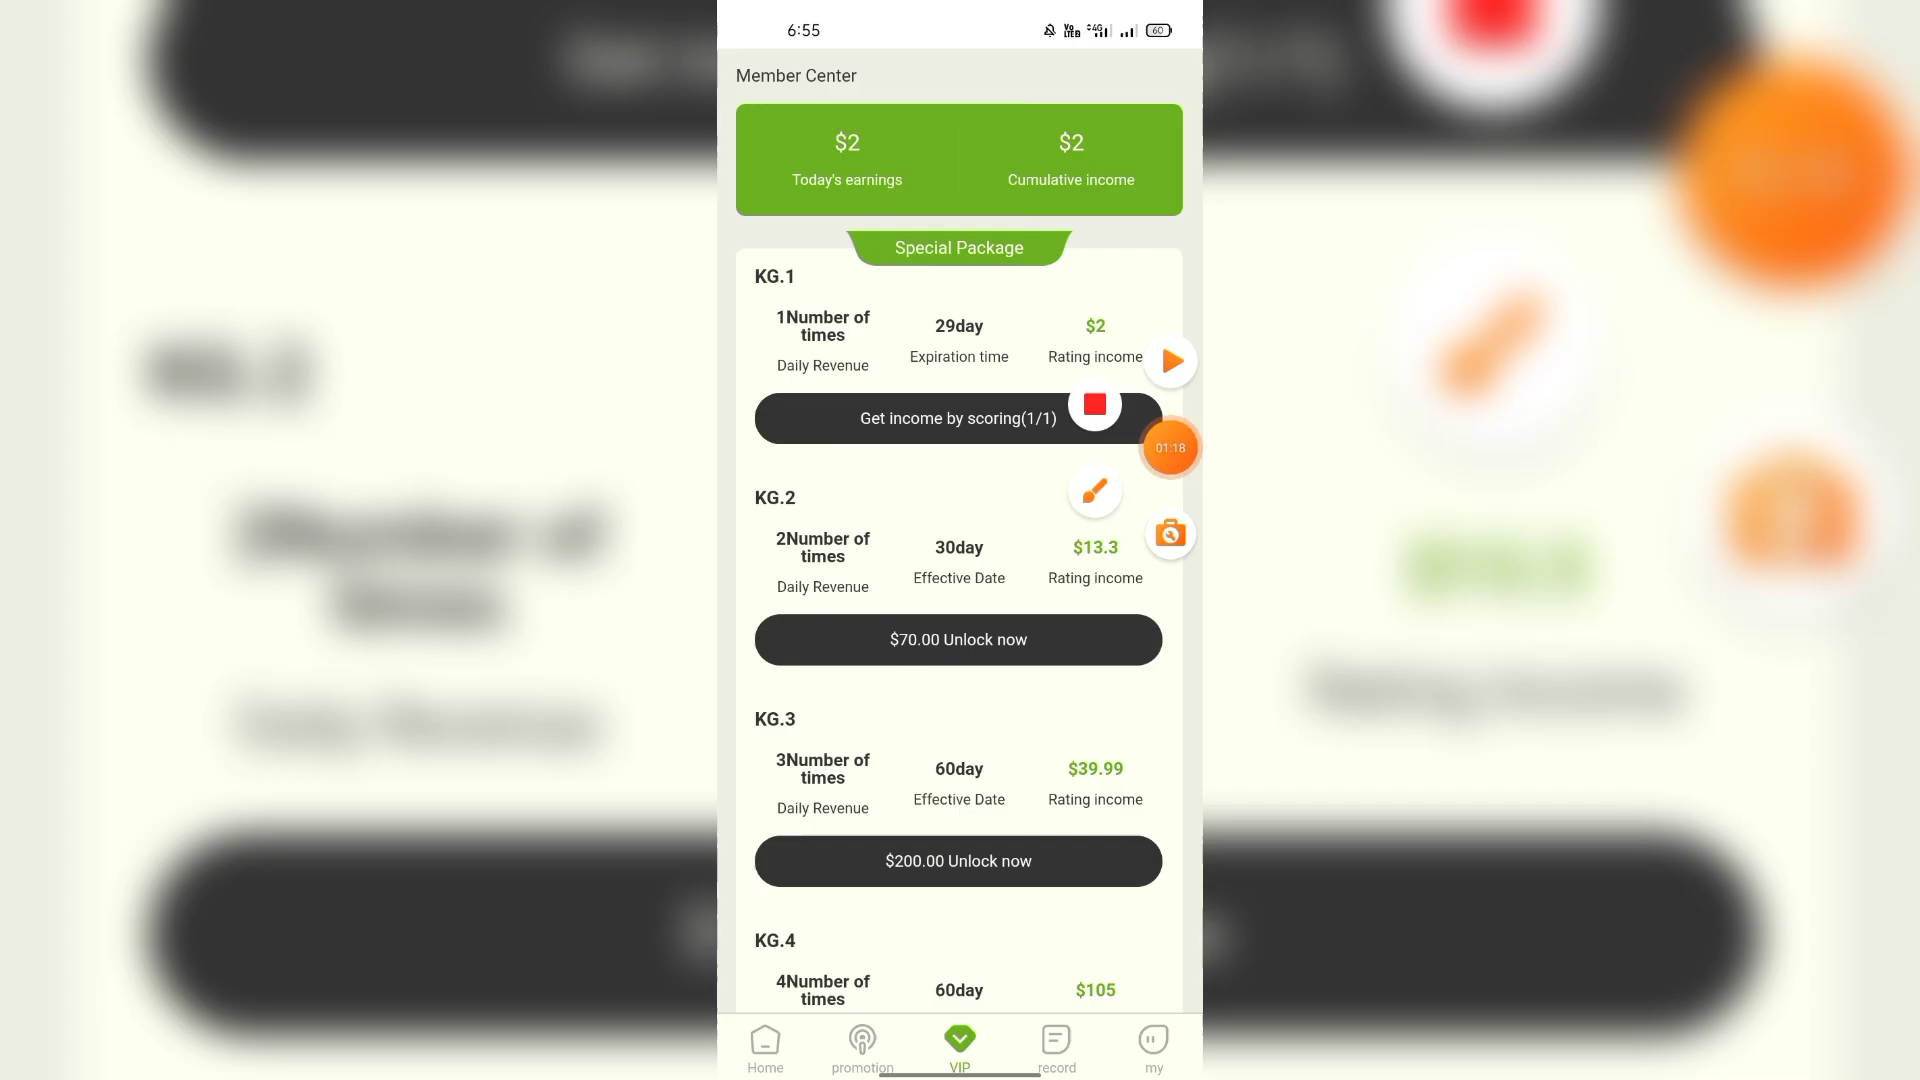 6:55
Vo LTE 4G 60
Member Center
$2 $2
Today's earnings Cumulative income
Special Package
KG.1
1Number of
times
29day $2
Daily Revenue Expiration time Rating income
Get income by scoring(1/1)
01:18
KG.2
2Number of
times
30day $13.3
Daily Revenue Effective Date Rating income
$70.00 Unlock now
KG.3
3Number of
times
60day $39.99
Daily Revenue Effective Date Rating income
$200.00 Unlock now
KG.4
4Number of
times
60day $105
Home promotion VIP record my